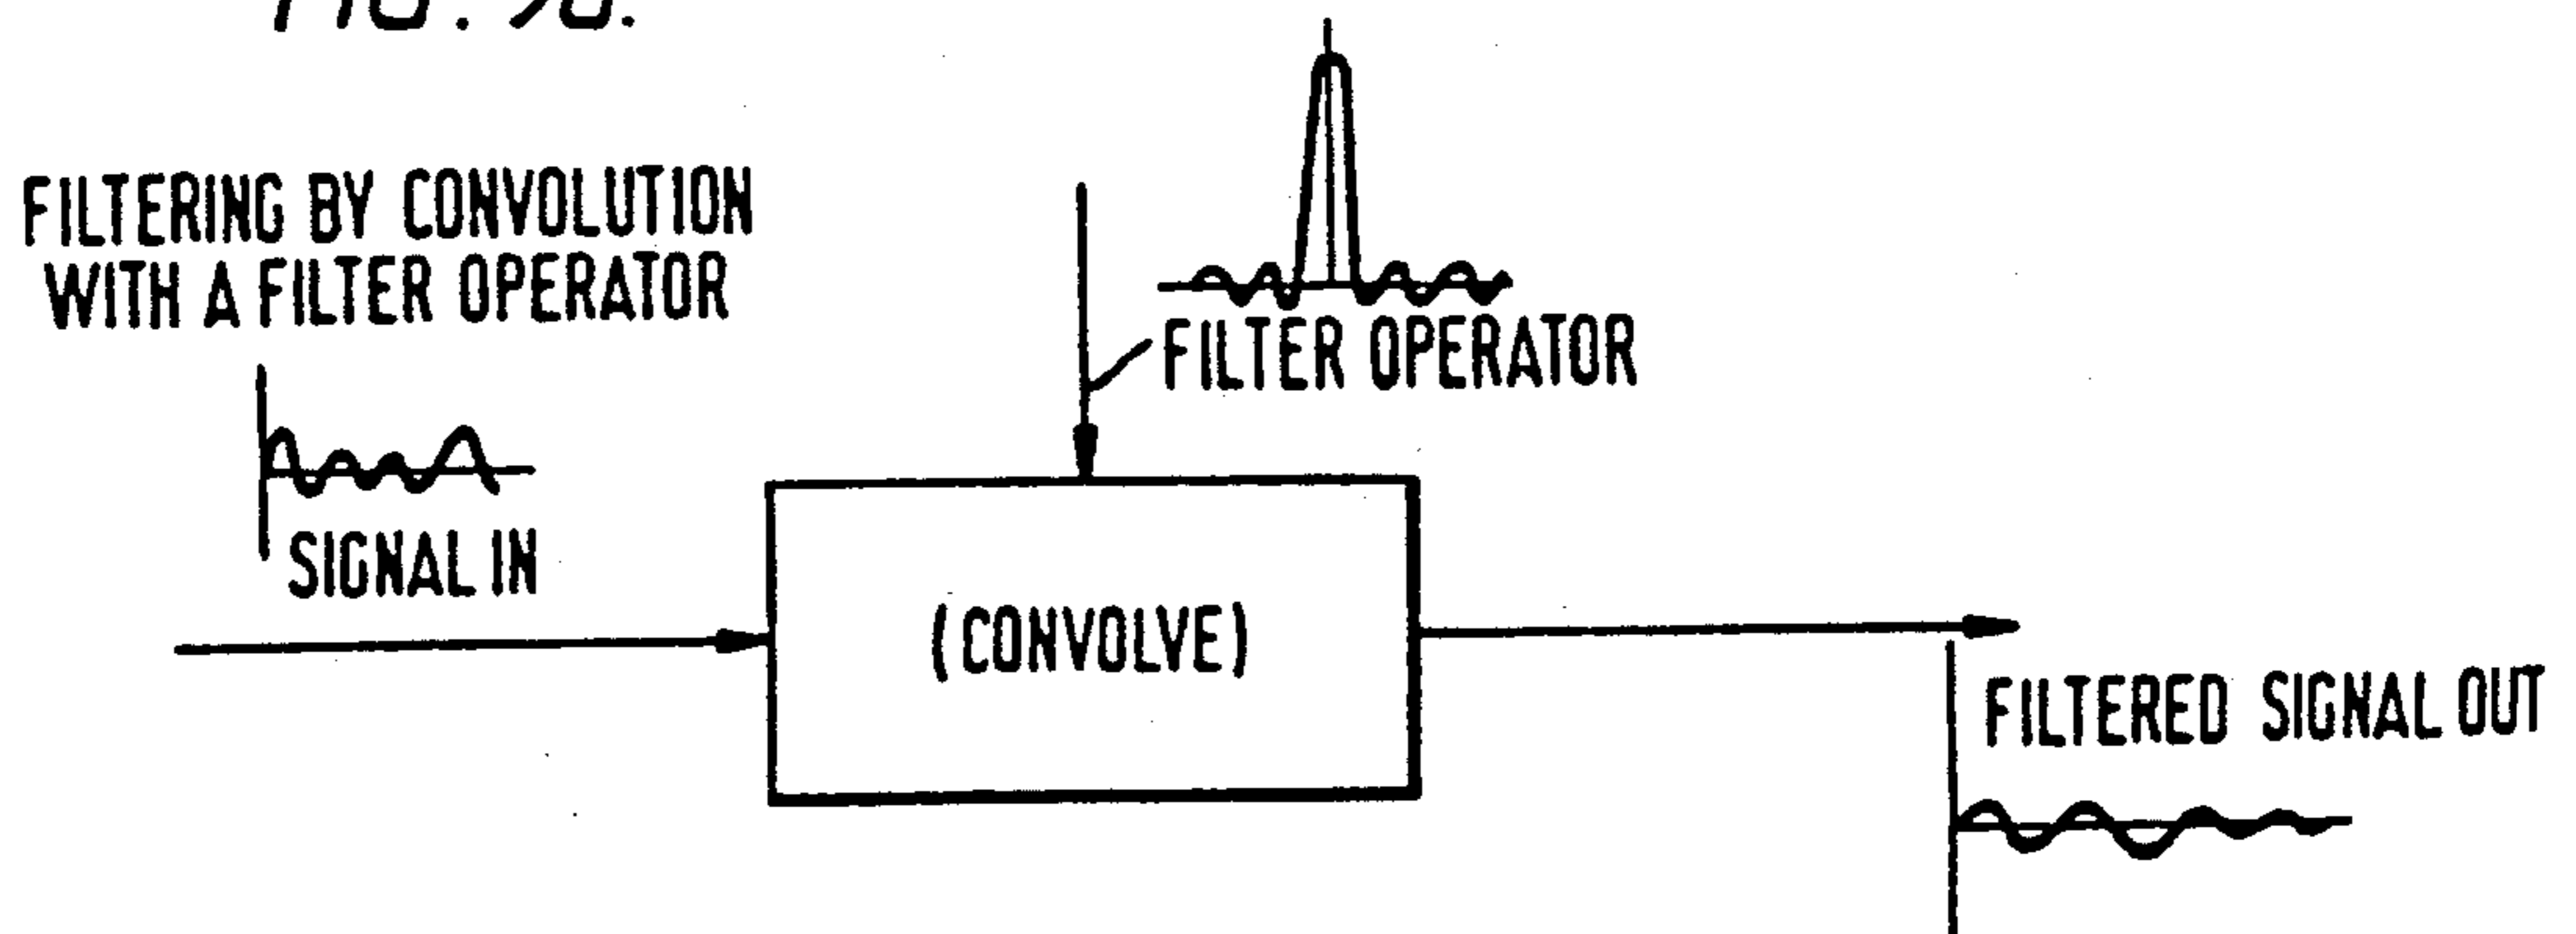 FILTERING BY CONVOLUTION
WITH A FILTER OPERATOR
FILTER OPERATOR
SIGNAL IN
(CONVOLVE)
FILTERED SIGNAL OUT